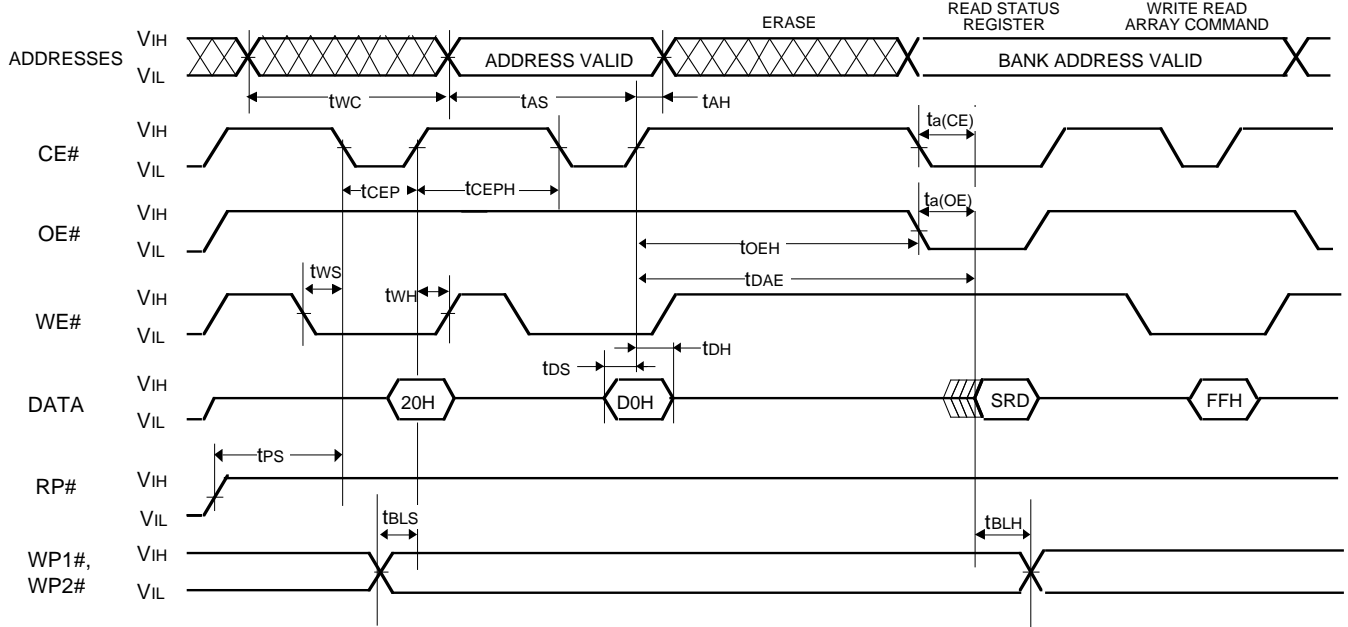 ERASE
READ STATUS
REGISTER
WRITE READ
ARRAY COMMAND
ADDRESSES
VIH
VIL
ADDRESS VALID
BANK ADDRESS VALID
tWC
tAS
tAH
CE#
VIH
VIL
ta(CE)
tCEP
tCEPH
OE#
VIH
VIL
ta(OE)
tOEH
tDAE
WE#
VIH
VIL
tWS
tWH
tDS
tDH
DATA
VIH
VIL
20H
D0H
SRD
FFH
RP#
VIH
VIL
tPS
tBLS
tBLH
WP1#,
WP2#
VIH
VIL